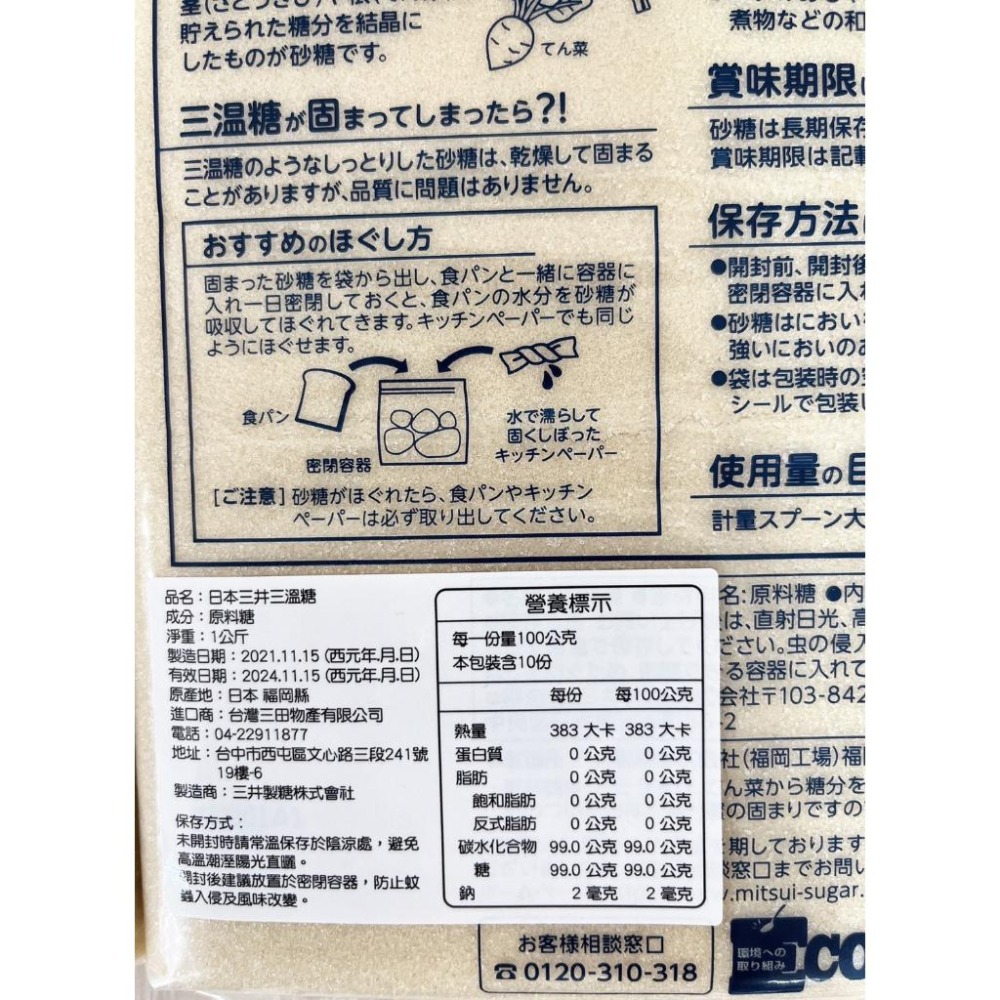 貯えられた糖分を結晶に
したものが砂糖です。
てん菜
煮物などの和
三温糖が固まってしまったら?!
三温糖のようなしっとりした砂糖は、乾燥して固まる
ことがありますが、品質に問題はありません。
おすすめのほぐし方
固まった砂糖を袋から出し、食パンと一緒に容器に
入れ一日密閉しておくと、食パンの水分を砂糖が
吸収してほぐれてきます。キッチンペーパーでも同じ
ようにほぐせます。
食パン
密閉容器
水で濡らして
固くしぼった
キッチンペーパー
[ご注意] 砂糖がほぐれたら、食パンやキッチン
ペーパーは必ず取り出してください。
賞味期限
砂糖は長期保存
賞味期限は記載
保存方法
●開封前、開封後
密閉容器に入れ
●砂糖はにおい
強いにおいのあ
●袋は包装時の空
シールで包装し
使用量の目
計量スプーン大
品名:日本三井三溫糖
成分:原料糖
淨重:1公斤
製造日期:2021.11.15 (西元年.月.日)
有效日期:2024.11.15 (西元年.月.日)
原產地:日本 福岡縣
進口商:台灣三田物產有限公司
電話:04-22911877
地址:台中市西屯區文心路三段241號
19樓-6
製造商:三井製糖株式會社
保存方式:
未開封時請常溫保存於陰涼處,避免
高溫潮溼陽光直曬。
開封後建議放置於密閉容器,防止蚊
蟲入侵及風味改變。
營養標示
每一份量100公克
本包裝含10份
每份 每100公克
熱量 383 大卡 383 大卡
蛋白質 0 公克 0 公克
脂肪 0 公克 0 公克
飽和脂肪 0 公克 0 公克
反式脂肪 0 公克 0 公克
碳水化合物 99.0 公克 99.0 公克
糖 99.0 公克 99.0 公克
鈉 2 毫克 2 毫克
名:原料糖 ●内
は、直射日光、高
ださい。虫の侵入
る容器に入れて
会社〒103-842
-2
社(福岡工場)福
ん菜から糖分を
の固まりですの
期しております
窓口までお問い
.mitsui-sugar.
お客様相談窓口
☎0120-310-318
環境への
取り組み
CO